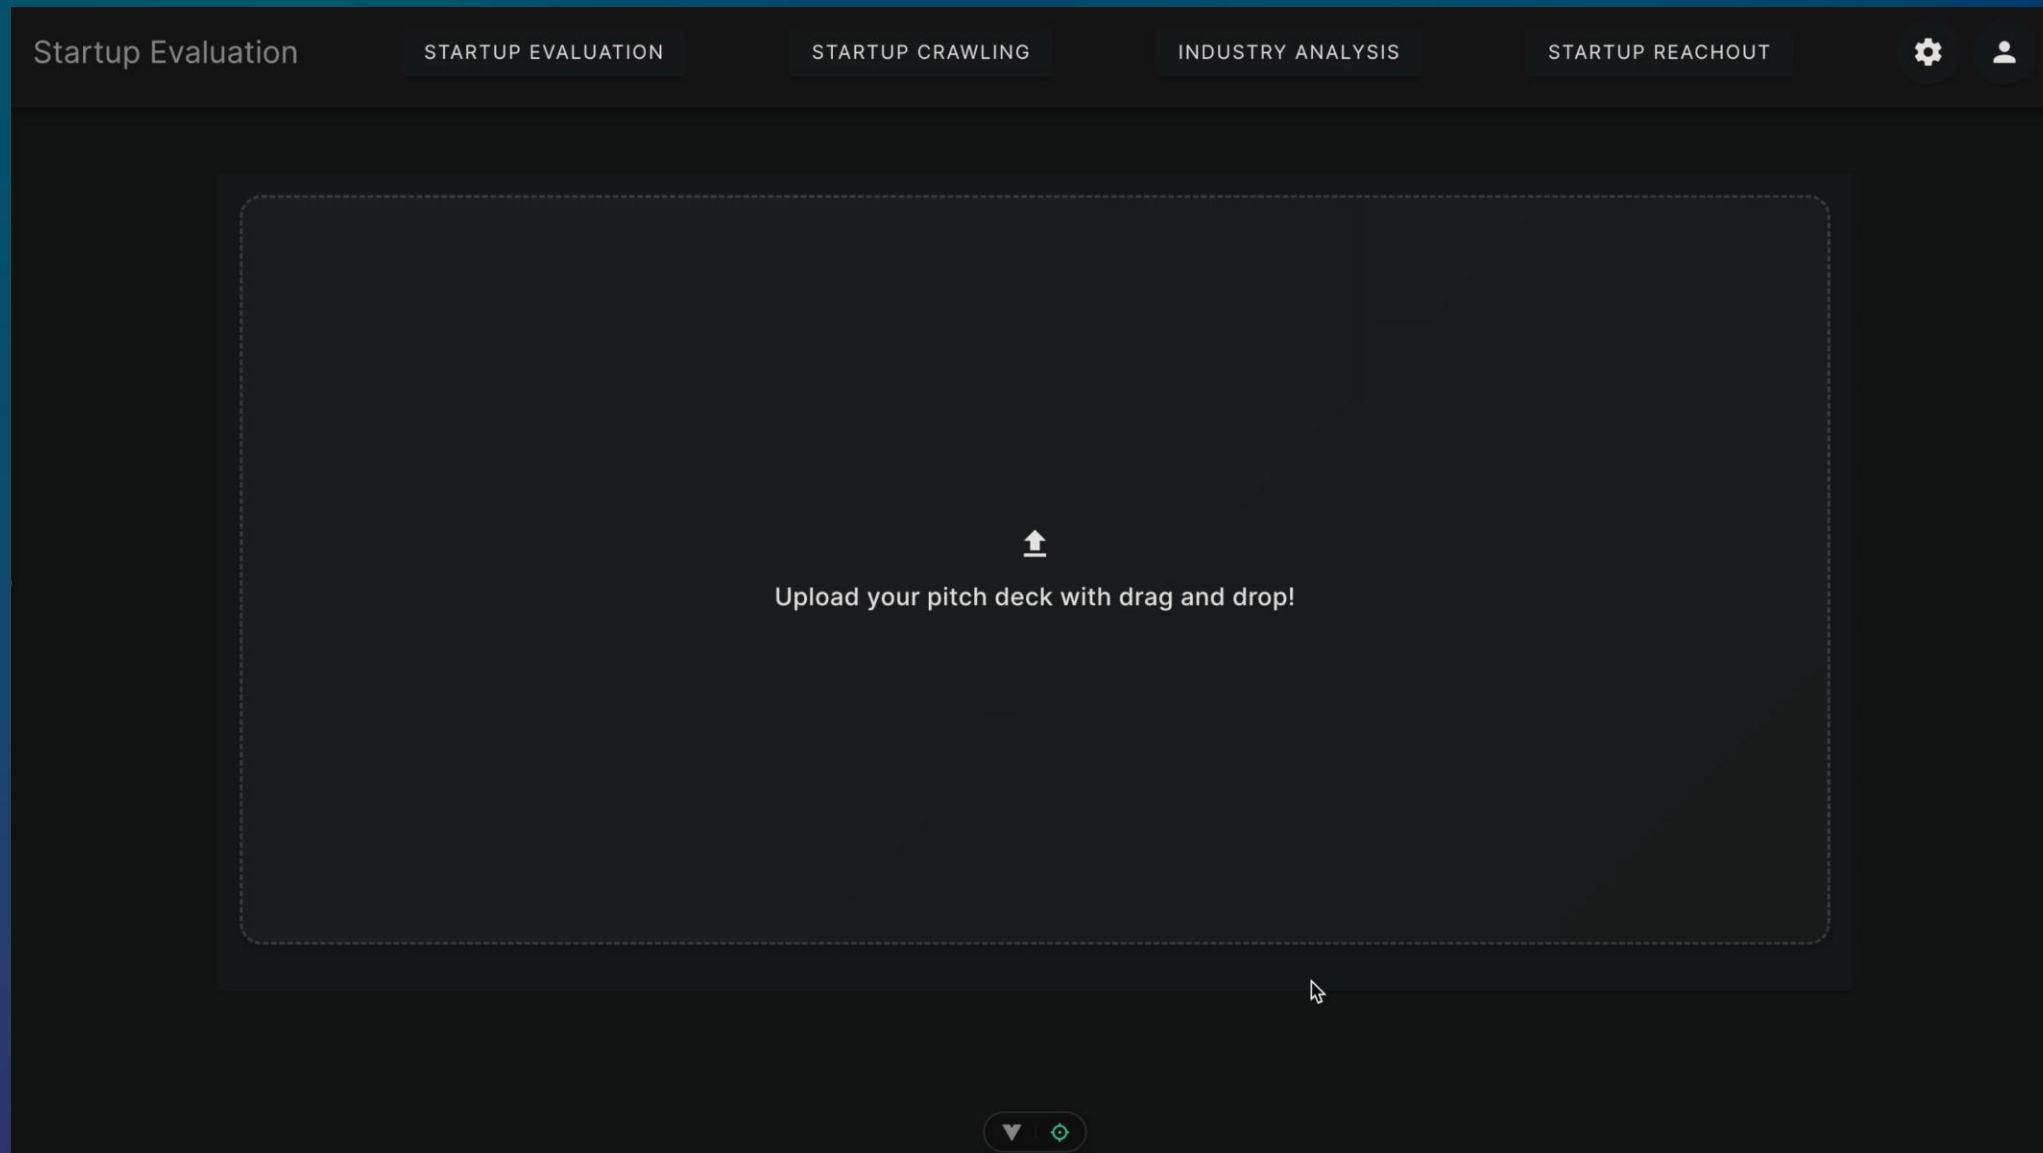 Startup Evaluation
STARTUP EVALUATION
STARTUP CRAWLING
INDUSTRY ANALYSIS
STARTUP REACHOUT
Upload your pitch deck with drag and drop!